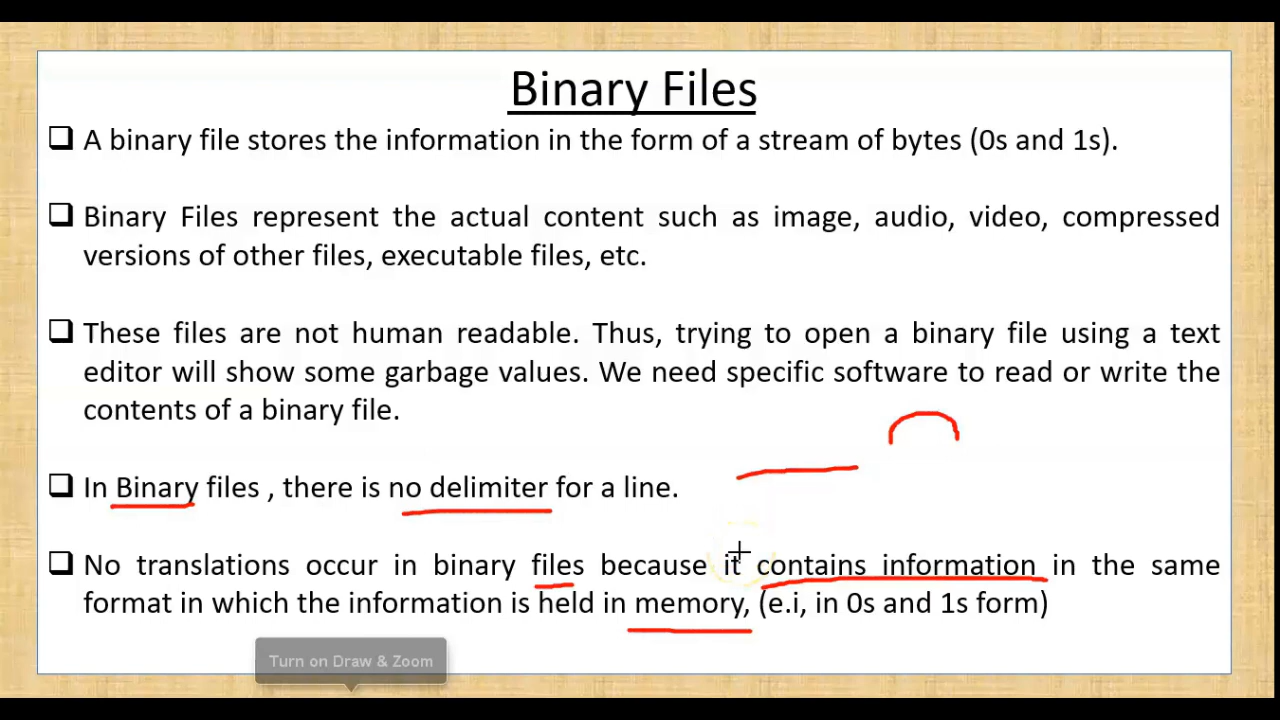 Binary Files
❑ A binary file stores the information in the form of a stream of bytes (0s and 1s).
❑ Binary Files represent the actual content such as image, audio, video, compressed
versions of other files, executable files, etc.
❑ These files are not human readable. Thus, trying to open a binary file using a text
editor will show some garbage values. We need specific software to read or write the
contents of a binary file.
❑ In Binary files , there is no delimiter for a line.
❑ No translations occur in binary files because it contains information in the same
format in which the information is held in memory, (e.i, in 0s and 1s form)
Turn on Draw & Zoom